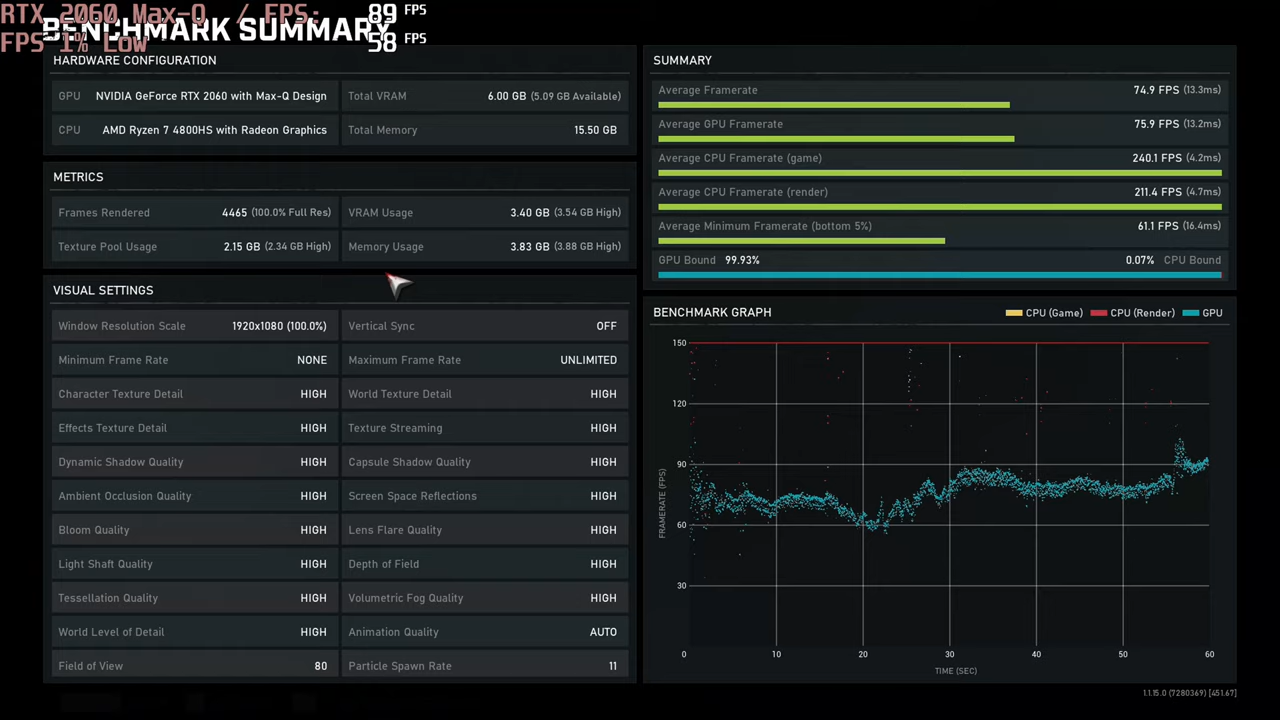 RTX 2060 Max-Q / FPS: 89 FPS
BENCHMARK SUMMARY
FPS 1% Low 58 FPS
HARDWARE CONFIGURATION
GPU NVIDIA GeForce RTX 2060 with Max-Q Design
Total VRAM 6.00 GB (5.09 GB Available)
CPU AMD Ryzen 7 4800HS with Radeon Graphics
Total Memory 15.50 GB
METRICS
Frames Rendered 4465 (100.0% Full Res)
VRAM Usage 3.40 GB (3.54 GB High)
Texture Pool Usage 2.15 GB (2.34 GB High)
Memory Usage 3.83 GB (3.88 GB High)
VISUAL SETTINGS
Window Resolution Scale 1920x1080 (100.0%)
Vertical Sync OFF
Minimum Frame Rate NONE
Maximum Frame Rate UNLIMITED
Character Texture Detail HIGH
World Texture Detail HIGH
Effects Texture Detail HIGH
Texture Streaming HIGH
Dynamic Shadow Quality HIGH
Capsule Shadow Quality HIGH
Ambient Occlusion Quality HIGH
Screen Space Reflections HIGH
Bloom Quality HIGH
Lens Flare Quality HIGH
Light Shaft Quality HIGH
Depth of Field HIGH
Tessellation Quality HIGH
Volumetric Fog Quality HIGH
World Level of Detail HIGH
Animation Quality AUTO
Field of View 80
Particle Spawn Rate 11
SUMMARY
Average Framerate 74.9 FPS (13.3ms)
Average GPU Framerate 75.9 FPS (13.2ms)
Average CPU Framerate (game) 240.1 FPS (4.2ms)
Average CPU Framerate (render) 211.4 FPS (4.7ms)
Average Minimum Framerate (bottom 5%) 61.1 FPS (16.4ms)
GPU Bound 99.93% 0.07% CPU Bound
BENCHMARK GRAPH CPU (Game) CPU (Render) GPU
150
120
90
60
30
FRAMERATE (FPS)
0 10 20 30 40 50 60
TIME (SEC)
1.1.15.0 (7280369) [451.67]